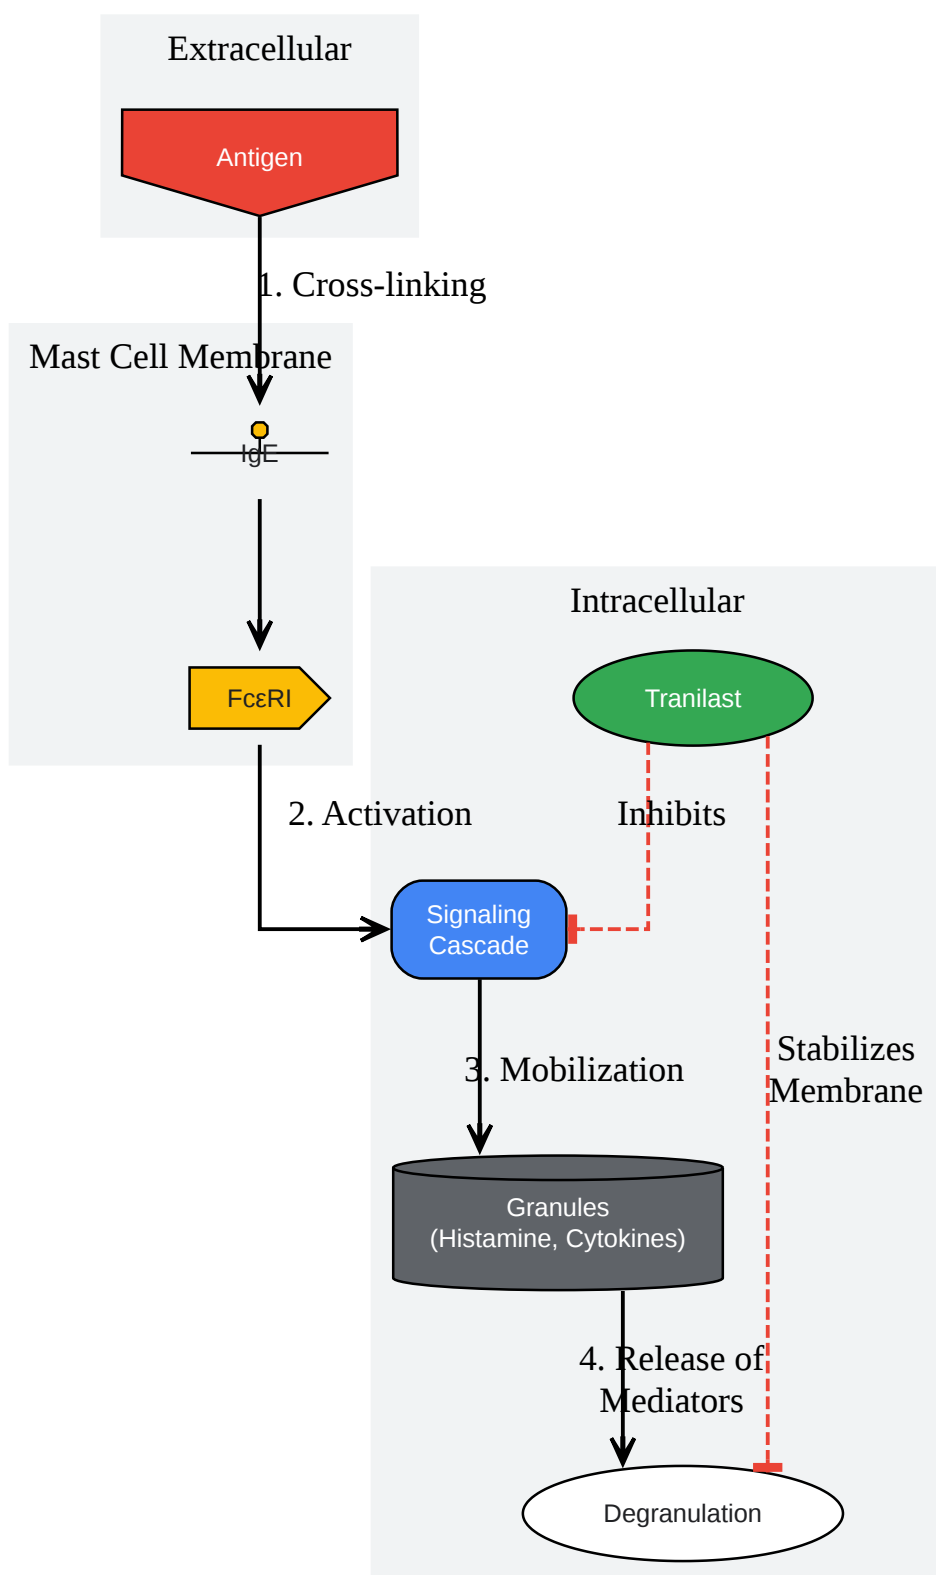 Extracellular
Antigen
1. Cross-linking
Mast Cell Membrane
IgE
Intracellular
FcεRI
Tranilast
2. Activation
Inhibits
Signaling
Cascade
3. Mobilization
Stabilizes
Membrane
Granules
(Histamine, Cytokines)
4. Release of
Mediators
Degranulation